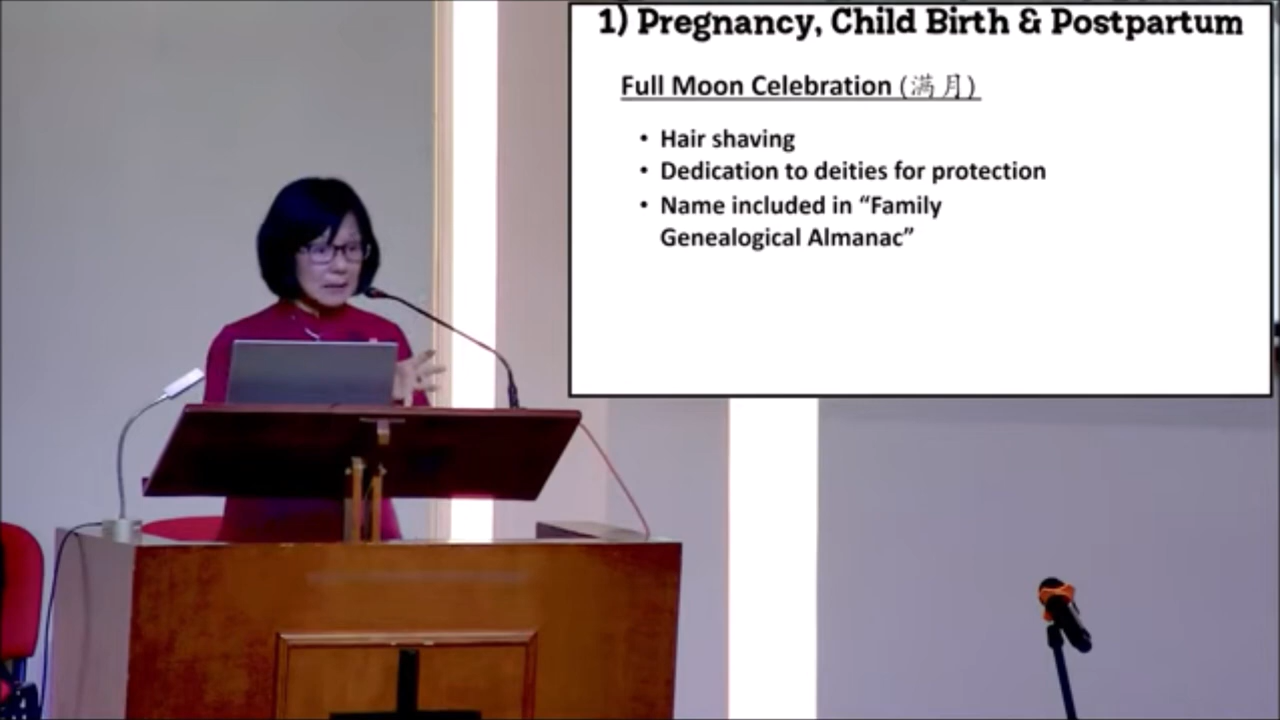 1) Pregnancy, Child Birth & Postpartum
Full Moon Celebration (满月)
• Hair shaving
• Dedication to deities for protection
• Name included in “Family
Genealogical Almanac”